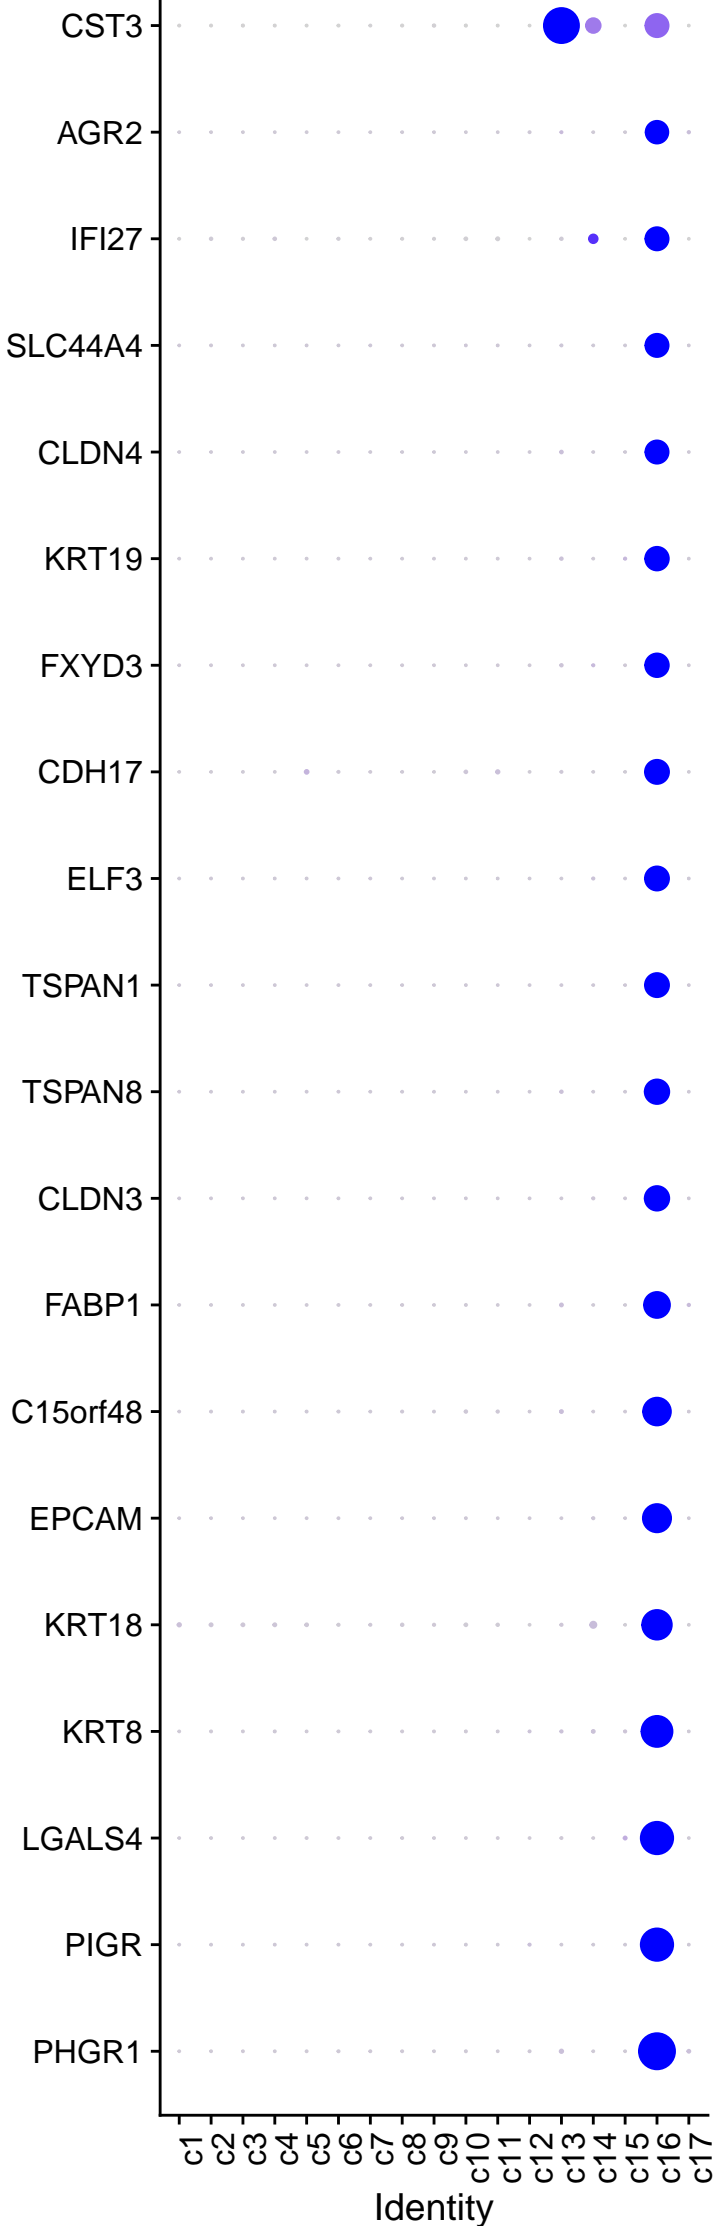 CST3
AGR2
IFI27
SLC44A4
CLDN4
KRT19
FXYD3
CDH17
ELF3
TSPAN1
TSPAN8
CLDN3
FABP1
C15orf48
EPCAM
KRT18
KRT8
LGALS4
PIGR
PHGR1
c1 c2 c3 c4 c5 c6 c7 c8 c9 c10 c11 c12 c13 c14 c15 c16 c17
Identity